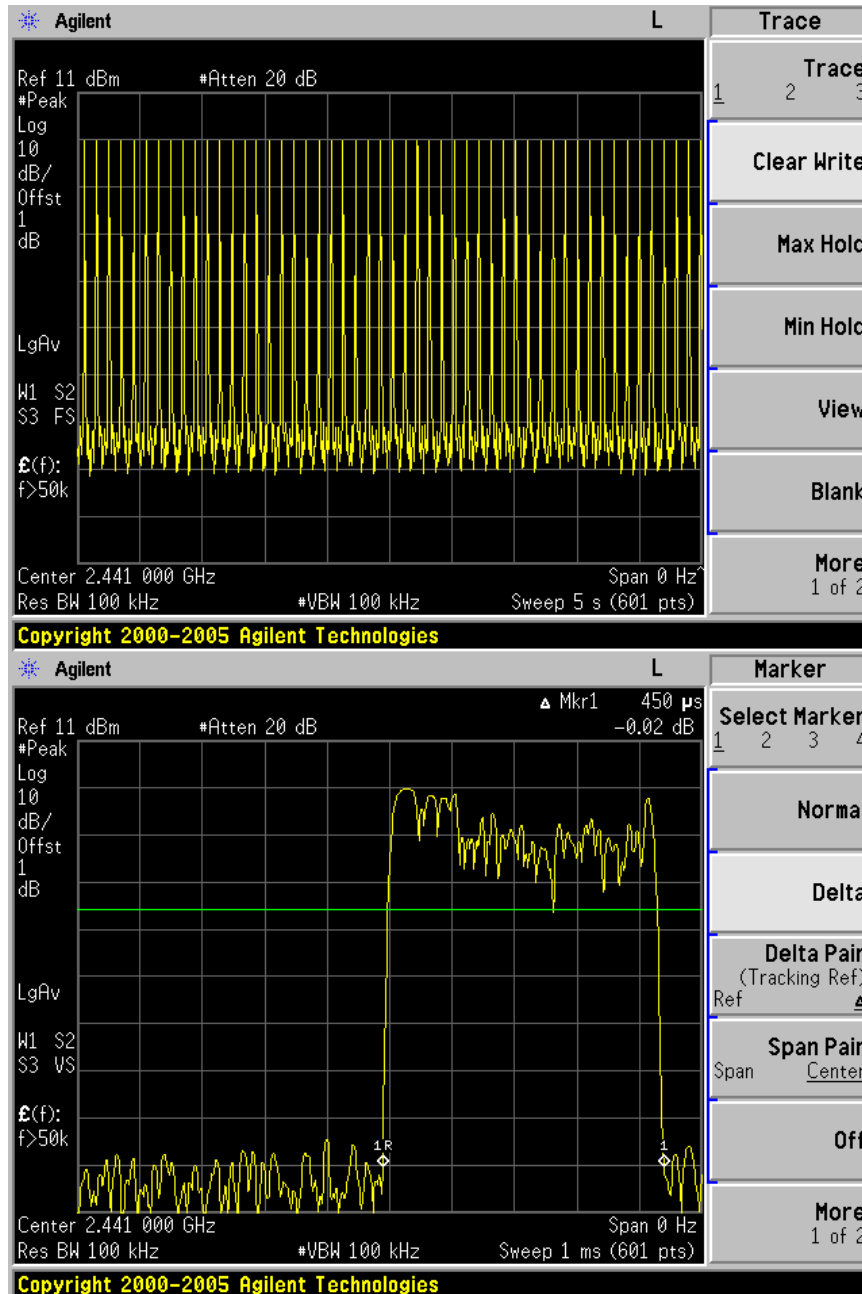 Agilent L Trace
Ref 11 dBm #Atten 20 dB
#Peak
Log
10
dB/
Offst
1
dB
LgAv
W1 S2
S3 FS
£(f):
f>50k
Center 2.441 000 GHz Span 0 Hz^
Res BW 100 kHz #VBW 100 kHz Sweep 5 s (601 pts)
Copyright 2000-2005 Agilent Technologies
Trace
1 2 3
Clear Write
Max Hold
Min Hold
View
Blank
More
1 of 2
Agilent L Marker
Δ Mkr1 450 µs
Ref 11 dBm #Atten 20 dB -0.02 dB
#Peak
Log
10
dB/
Offst
1
dB
LgAv
W1 S2
S3 VS
£(f):
f>50k
1R 1
Center 2.441 000 GHz Span 0 Hz
Res BW 100 kHz #VBW 100 kHz Sweep 1 ms (601 pts)
Copyright 2000-2005 Agilent Technologies
Select Marker
1 2 3 4
Norma
Delta
Delta Pair
(Tracking Ref)
Ref Δ
Span Pair
Span Center
Off
More
1 of 2